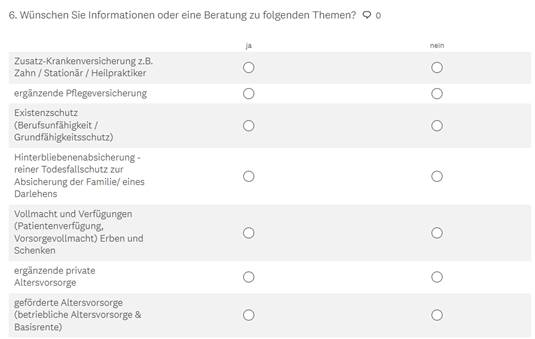 6. Wünschen Sie Informationen oder eine Beratung zu folgenden Themen? 0
ja nein
Zusatz-Krankenversicherung z.B.
Zahn / Stationär / Heilpraktiker
ergänzende Pflegeversicherung
Existenzschutz
(Berufsunfähigkeit /
Grundfähigkeitsschutz)
Hinterbliebenenabsicherung -
reiner Todesfallschutz zur
Absicherung der Familie/ eines
Darlehens
Vollmacht und Verfügungen
(Patientenverfügung,
Vorsorgevollmacht) Erben und
Schenken
ergänzende private
Altersvorsorge
geförderte Altersvorsorge
(betriebliche Altersvorsorge &
Basisrente)